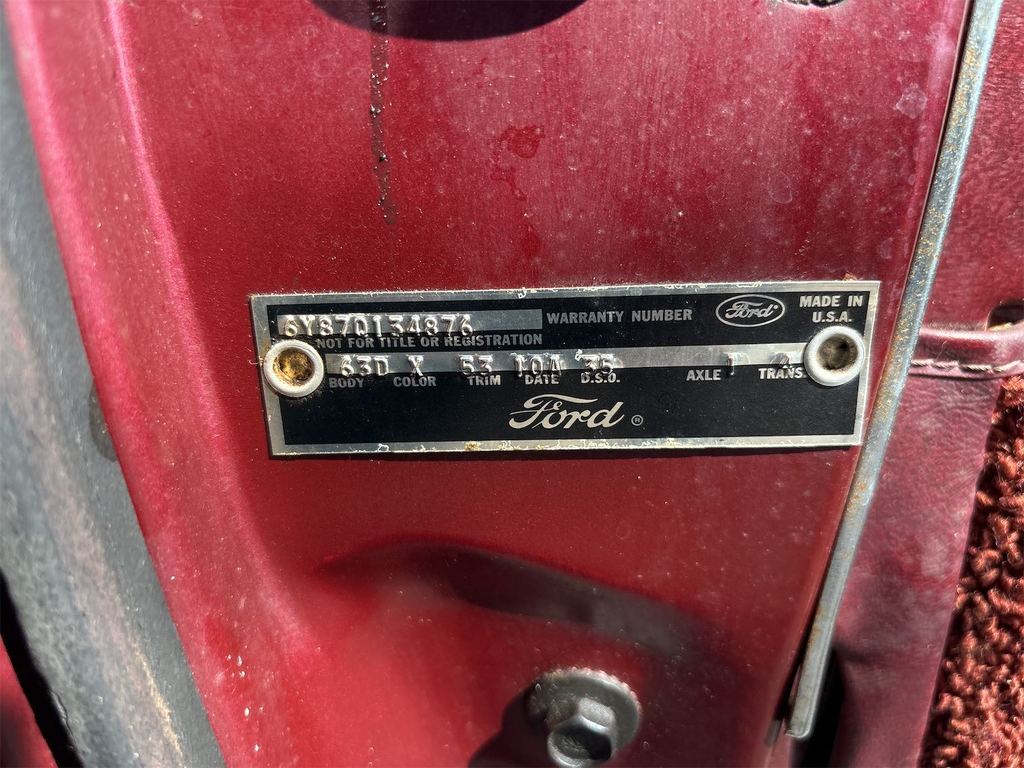 6Y87Q134876 WARRANTY NUMBER Ford MADE IN U.S.A.
NOT FOR TITLE OR REGISTRATION
63D X 53 10A 35 4
BODY COLOR TRIM DATE D.S.O. AXLE TRANS.
Ford ®